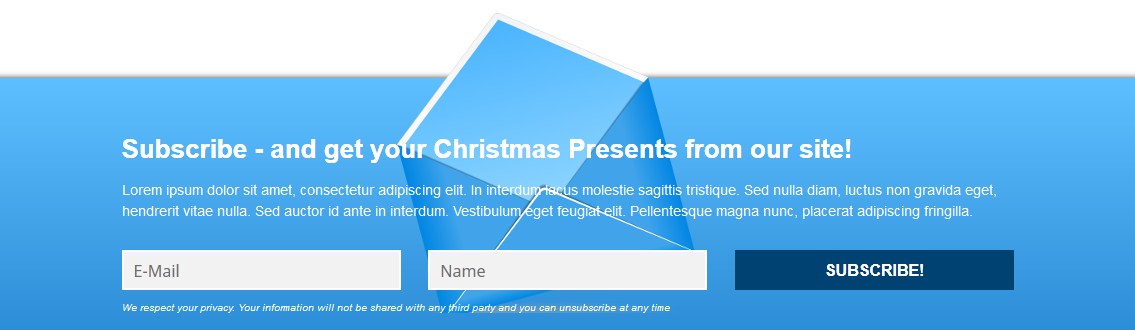 Subscribe - and get your Christmas Presents from our site!
Lorem ipsum dolor sit amet, consectetur adipiscing elit. In interdum lacus molestie sagittis tristique. Sed nulla diam, luctus non gravida eget,
hendrerit vitae nulla. Sed auctor id ante in interdum. Vestibulum eget feugiat elit. Pellentesque magna nunc, placerat adipiscing fringilla.
E-Mail Name SUBSCRIBE!
We respect your privacy. Your information will not be shared with any third party and you can unsubscribe at any time